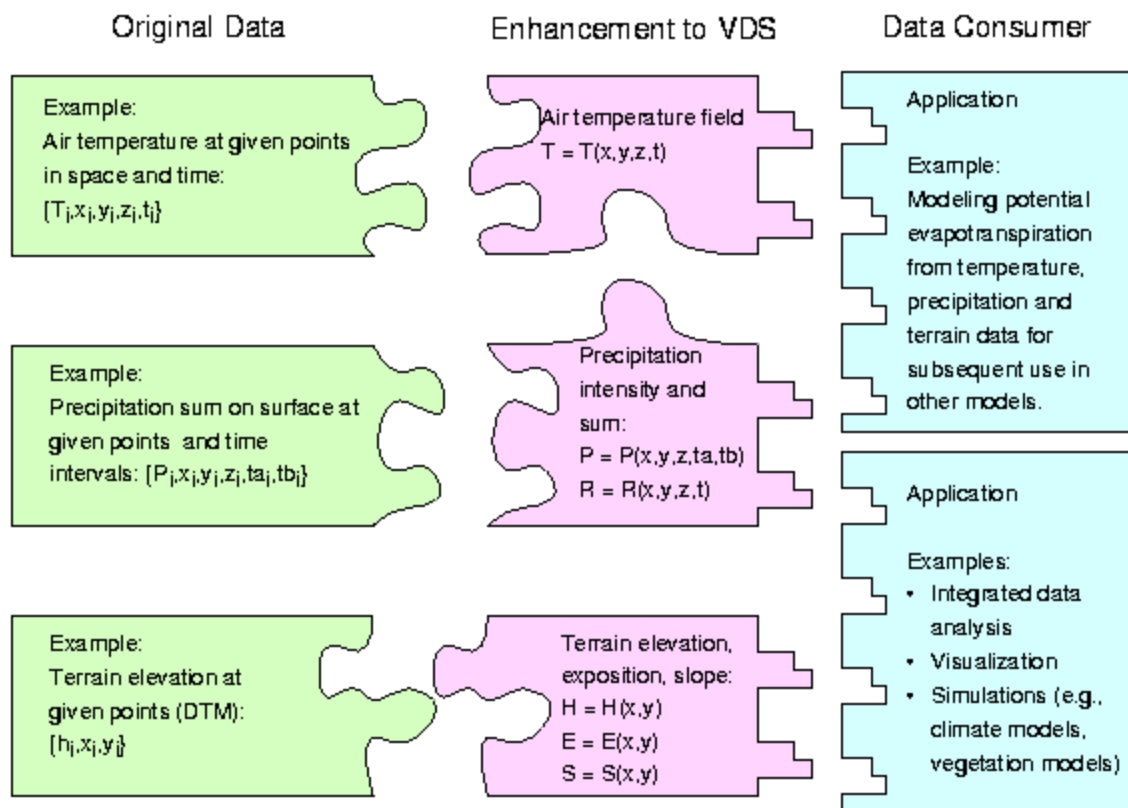 Original Data
Enhancement to VDS
Data Consumer
Example:
Air temperature at given points
in space and time:
{Tᵢ,xᵢ,yᵢ,zᵢ,tᵢ}
Air temperature field
T = T(x,y,z,t)
Application
Example:
Modeling potential
evapotranspiration
from temperature,
precipitation and
terrain data for
subsequent use in
other models.
Example:
Precipitation sum on surface at
given points and time
intervals: {Pᵢ,xᵢ,yᵢ,zᵢ,taᵢ,tbᵢ}
Precipitation
intensity and
sum:
P = P(x,y,z,ta,tb)
R = R(x,y,z,t)
Application
Examples:
• Integrated data
analysis
• Visualization
• Simulations (e.g.,
climate models,
vegetation models)
Example:
Terrain elevation at
given points (DTM):
{hᵢ,xᵢ,yᵢ}
Terrain elevation,
exposition, slope:
H = H(x,y)
E = E(x,y)
S = S(x,y)